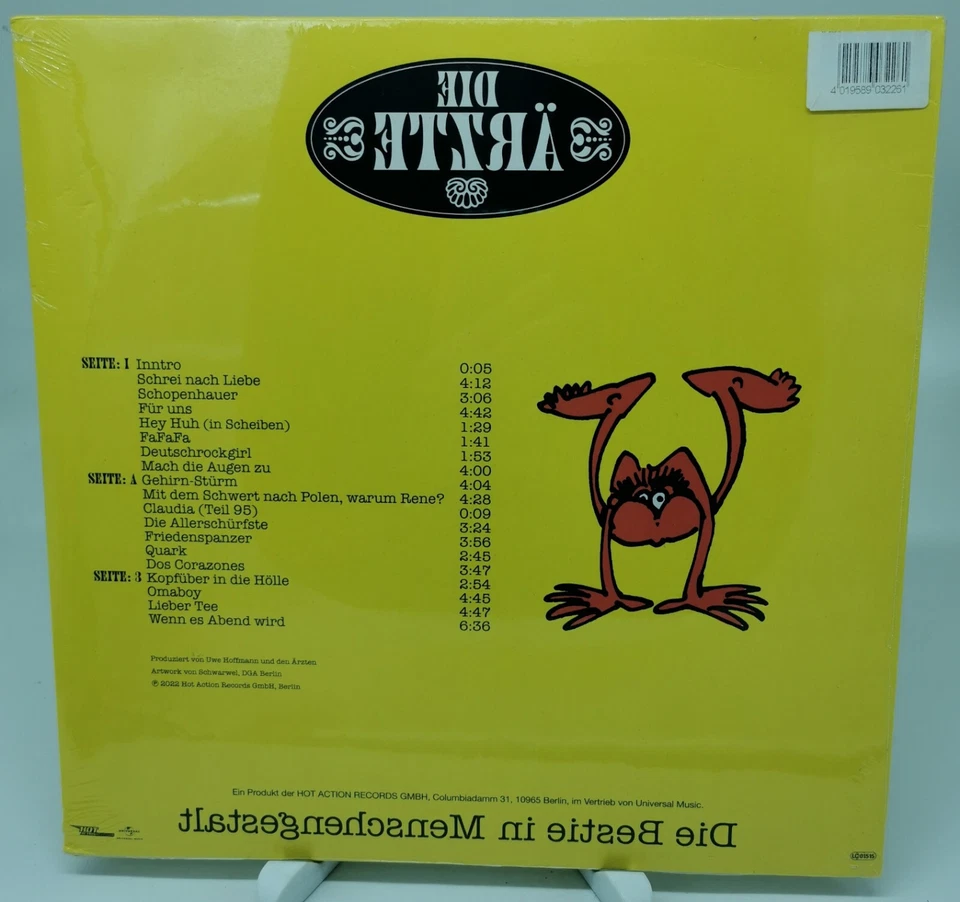 4 019589 032261
DIE
ÄRZTE
SEITE: I Inntro 0:05
Schrei nach Liebe 4:12
Schopenhauer 3:06
Für uns 4:42
Hey Huh (in Scheiben) 1:29
FaFaFa 1:41
Deutschrockgirl 1:53
Mach die Augen zu 4:00
SEITE: A Gehirn-Stürm 4:04
Mit dem Schwert nach Polen, warum Rene? 4:28
Claudia (Teil 95) 0:09
Die Allerschürfste 3:24
Friedenspanzer 3:56
Quark 2:45
Dos Corazones 3:47
SEITE: 3 Kopfüber in die Hölle 2:54
Omaboy 4:45
Lieber Tee 4:47
Wenn es Abend wird 6:36
Produziert von Uwe Hoffmann und den Ärzten
Artwork von Schwarwel, DGA Berlin
℗ 2022 Hot Action Records GmbH, Berlin
Ein Produkt der HOT ACTION RECORDS GMBH, Columbiadamm 31, 10965 Berlin, im Vertrieb von Universal Music.
Die Bestie in Menschengestalt